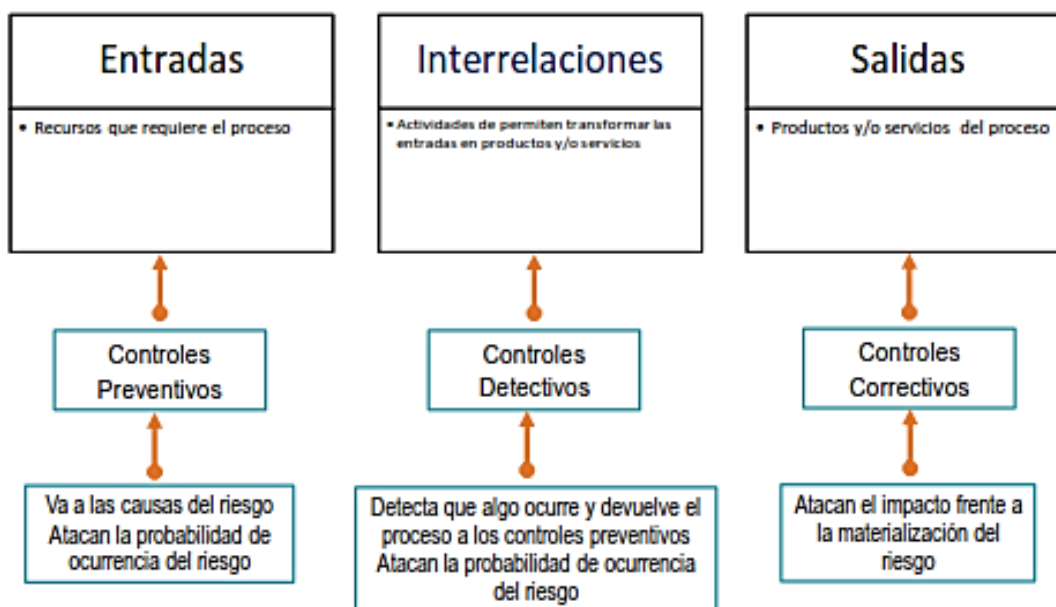 Entradas
• Recursos que requiere el proceso
Interrelaciones
• Actividades de permiten transformar las
entradas en productos y/o servicios
Salidas
• Productos y/o servicios del proceso
Controles
Preventivos
Controles
Detectivos
Controles
Correctivos
Va a las causas del riesgo
Atacan la probabilidad de
ocurrencia del riesgo
Detecta que algo ocurre y devuelve el
proceso a los controles preventivos
Atacan la probabilidad de ocurrencia
del riesgo
Atacan el impacto frente a
la materialización del
riesgo